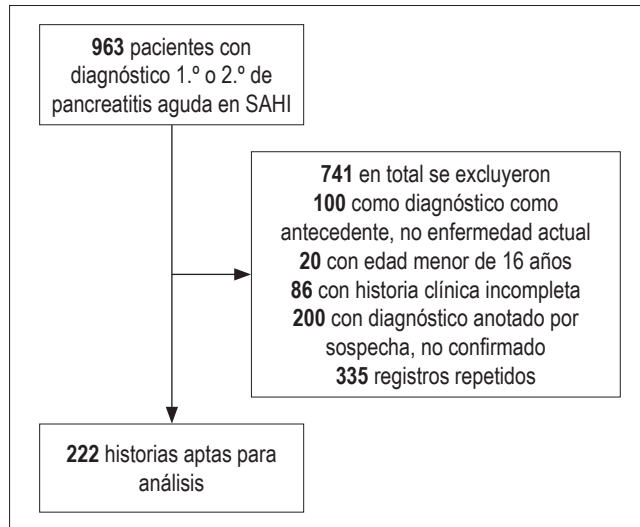 963 pacientes con
diagnóstico 1.º o 2.º de
pancreatitis aguda en SAHI
741 en total se excluyeron
100 como diagnóstico como
antecedente, no enfermedad actual
20 con edad menor de 16 años
86 con historia clínica incompleta
200 con diagnóstico anotado por
sospecha, no confirmado
335 registros repetidos
222 historias aptas para
análisis